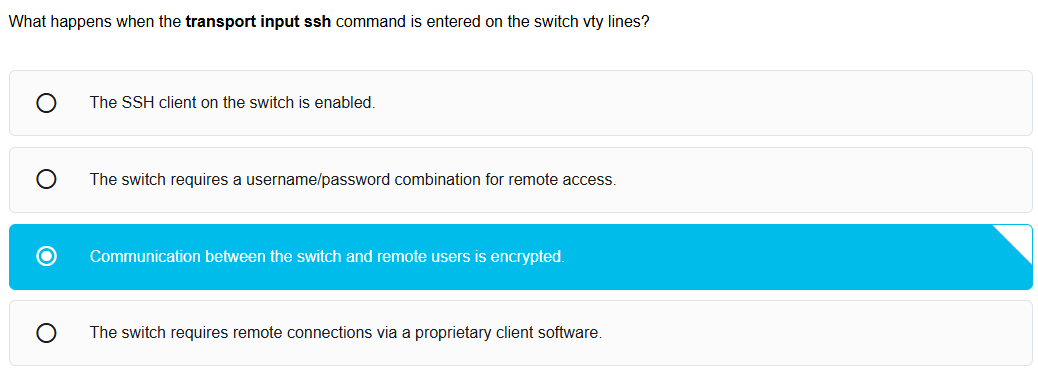 What happens when the transport input ssh command is entered on the switch vty lines?
The SSH client on the switch is enabled.
The switch requires a username/password combination for remote access.
Communication between the switch and remote users is encrypted.
The switch requires remote connections via a proprietary client software.